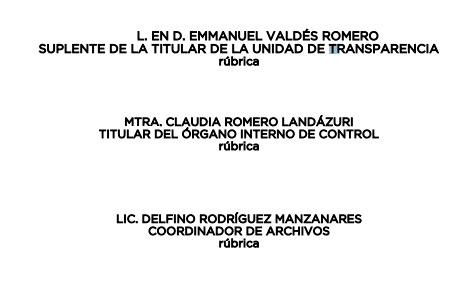 L. EN D. EMMANUEL VALDÉS ROMERO
SUPLENTE DE LA TITULAR DE LA UNIDAD DE TRANSPARENCIA
rúbrica
MTRA. CLAUDIA ROMERO LANDÁZURI
TITULAR DEL ÓRGANO INTERNO DE CONTROL
rúbrica
LIC. DELFINO RODRÍGUEZ MANZANARES
COORDINADOR DE ARCHIVOS
rúbrica